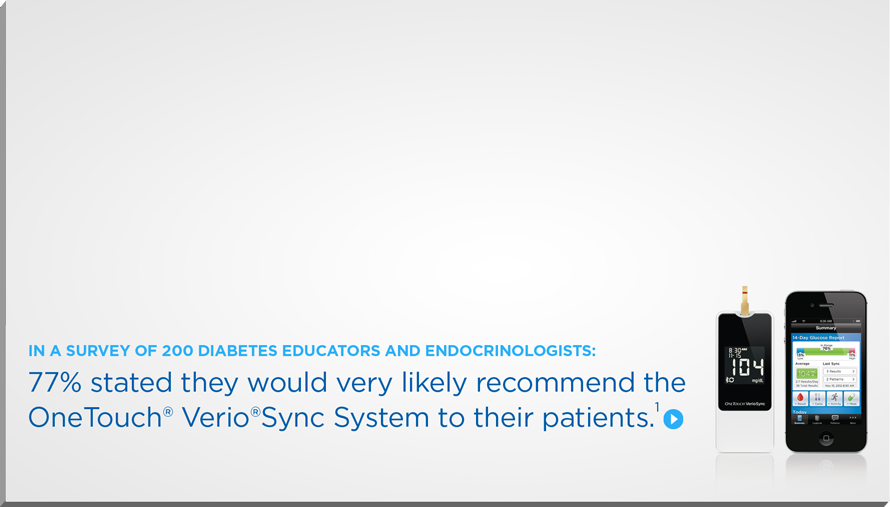 IN A SURVEY OF 200 DIABETES EDUCATORS AND ENDOCRINOLOGISTS:
77% stated they would very likely recommend the
OneTouch® Verio®Sync System to their patients.1
8:30 AM
11-15
104
mg/dL
OneTouch VerioSync
Summary
14-Day Glucose Report
Average
Last Sync
Today